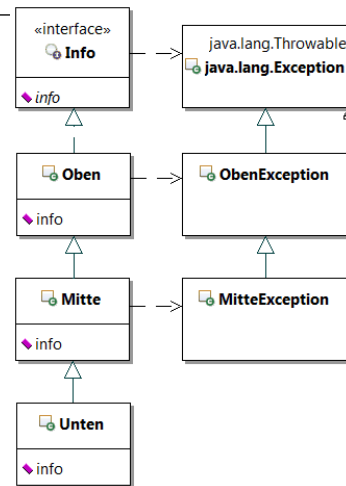 «interface»
Info
info
java.lang.Throwable
java.lang.Exception
Oben
info
ObenException
Mitte
info
MitteException
Unten
info